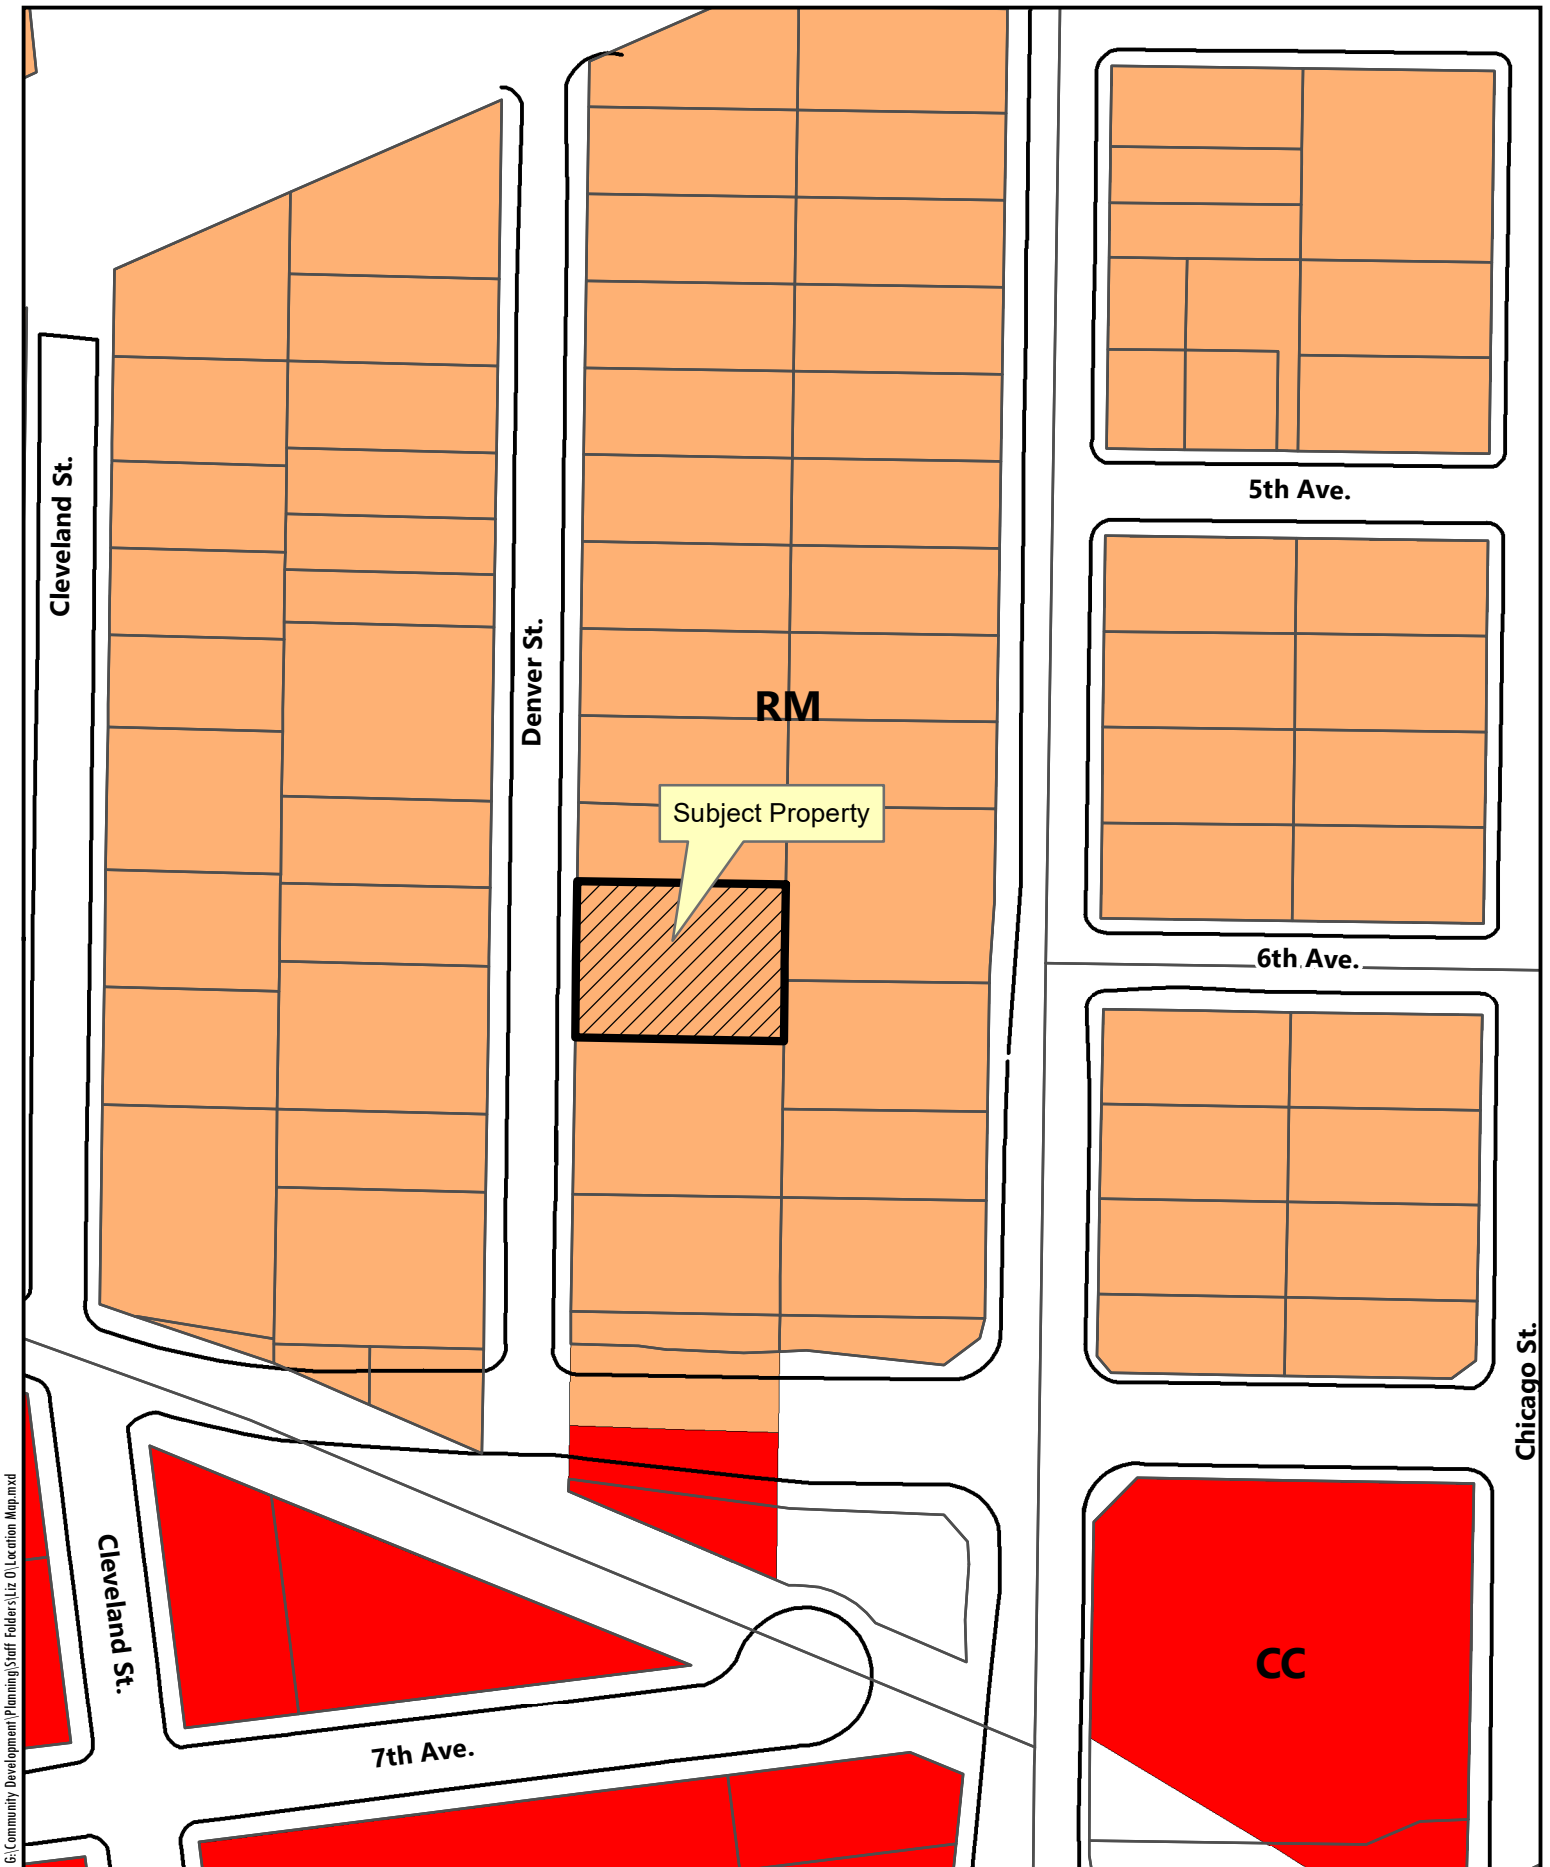 5th Ave.
Cleveland St.
Denver St.
RM
Subject Property
6th Ave.
Chicago St.
Cleveland St.
CC
7th Ave.
G:\Community Development\Planning\Staff Folders\Liz O\Location Map.mxd